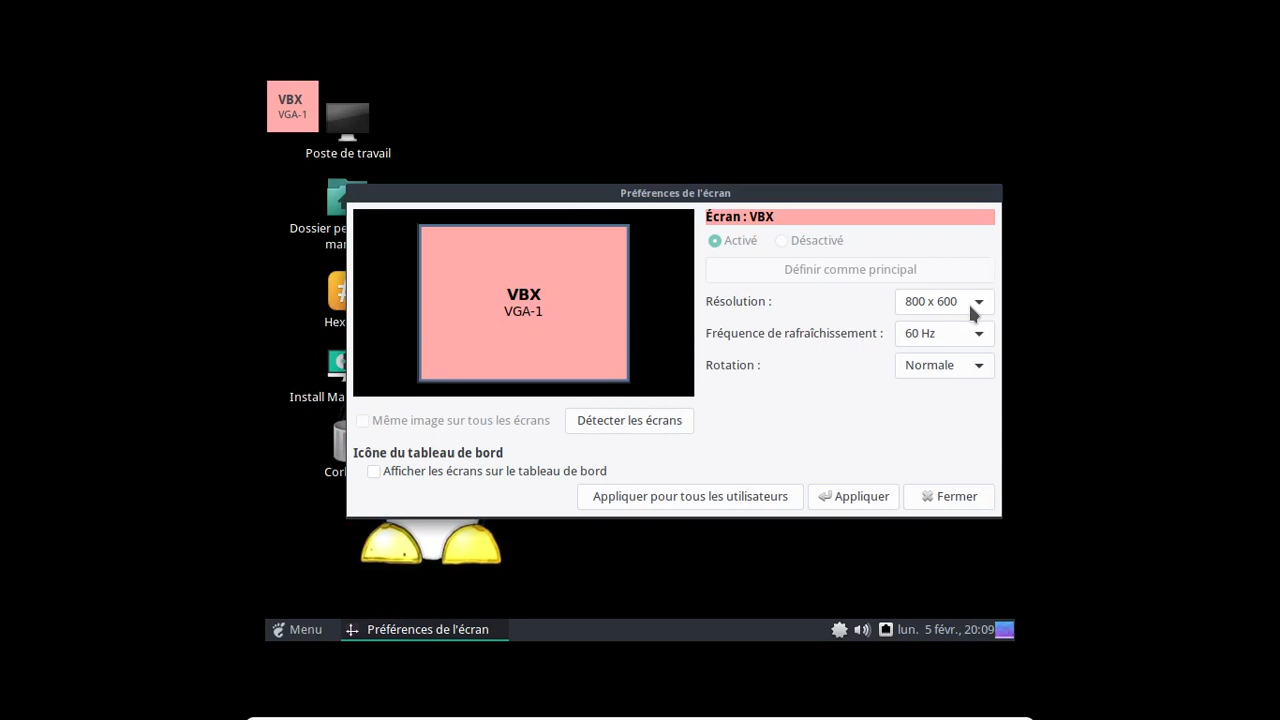 VBX
VGA-1
Poste de travail
Dossier pe
mar
Hex
Install Ma
Cor
Préférences de l'écran
VBX
VGA-1
Écran : VBX
Activé Désactivé
Définir comme principal
Résolution : 800 x 600
Fréquence de rafraîchissement : 60 Hz
Rotation : Normale
Même image sur tous les écrans Détecter les écrans
Icône du tableau de bord
Afficher les écrans sur le tableau de bord
Appliquer pour tous les utilisateurs Appliquer Fermer
Menu Préférences de l'écran lun. 5 févr., 20:09